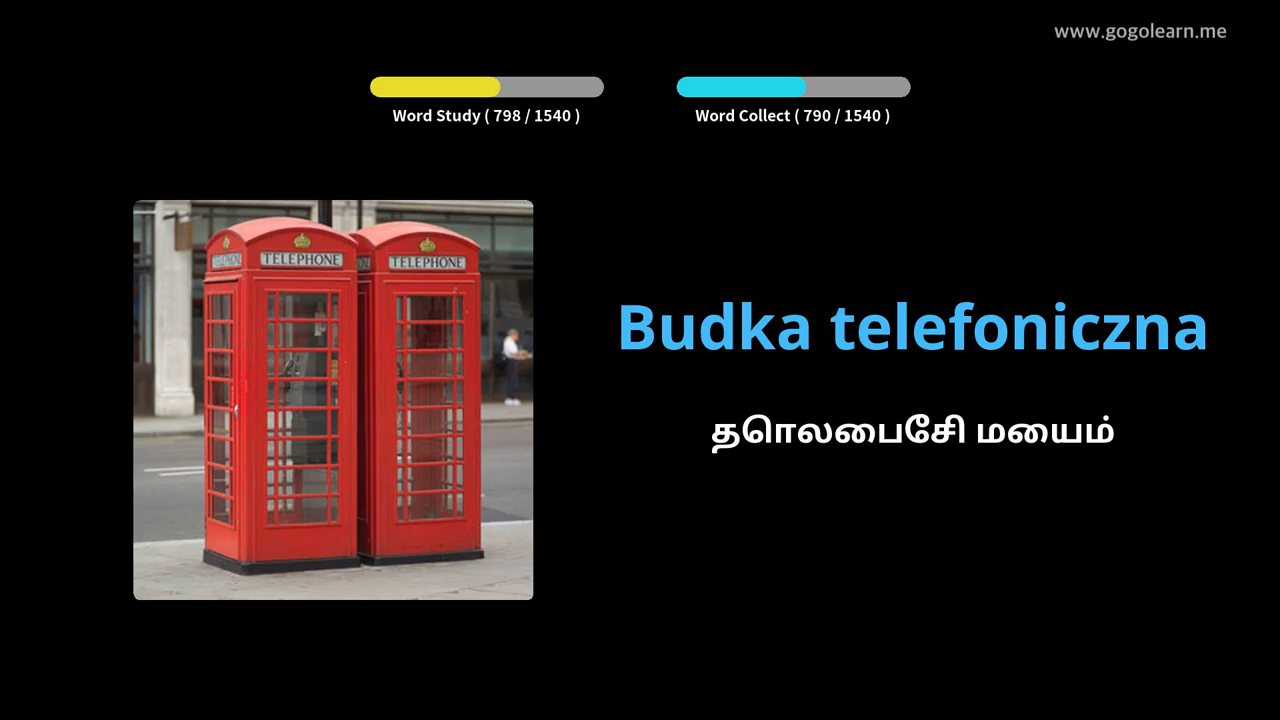 www.gogolearn.me
Word Study ( 798 / 1540 )
Word Collect ( 790 / 1540 )
TELEPHONE
TELEPHONE
Budka telefoniczna
தொலைபேசி மையம்